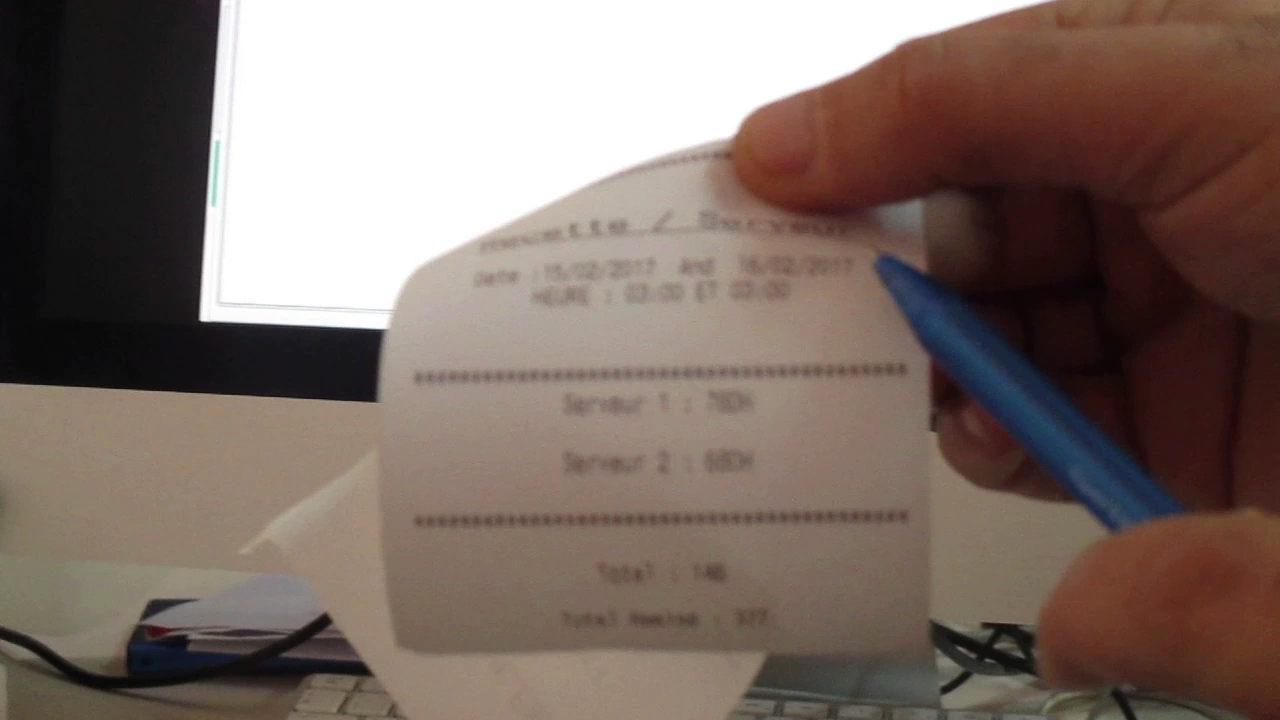 Recette / Serveur
Date :15/02/2017 And 16/02/2017
HEURE : 03:00 ET 03:00
Serveur 1 : 78DH
Serveur 2 : 68DH
Total : 146
Total